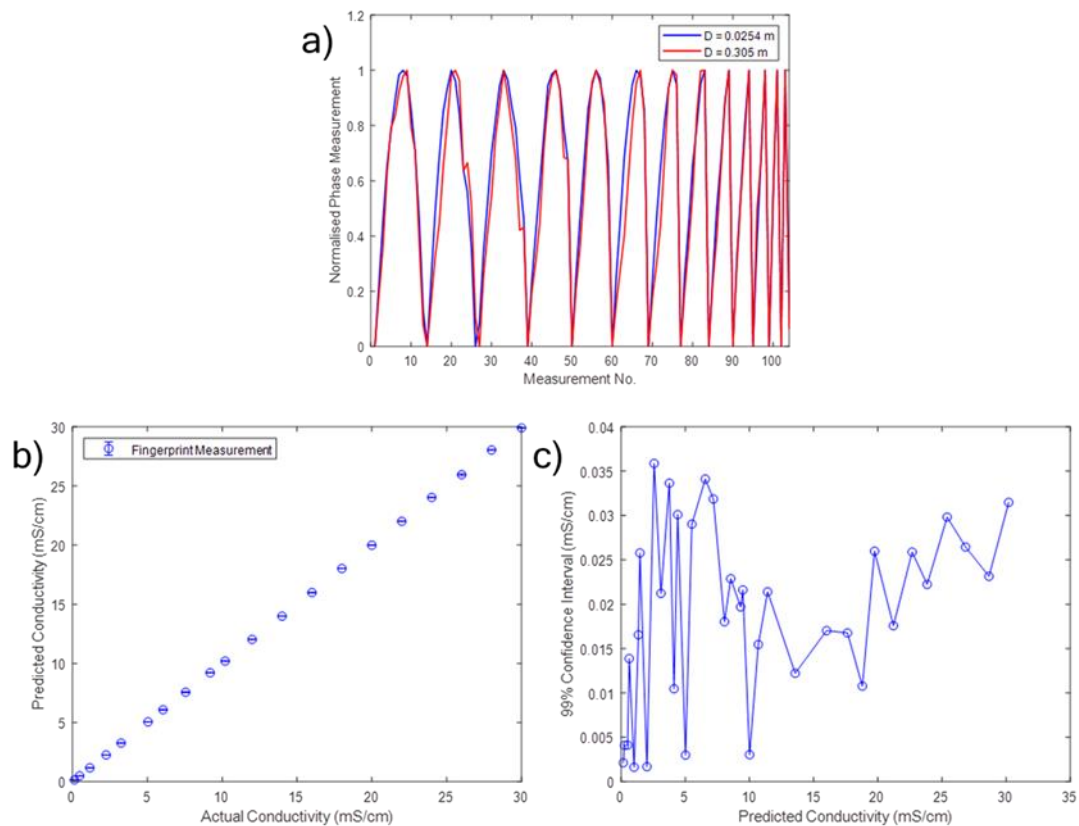 a)
1.2
1
0.8
0.6
0.4
0.2
0
Normalised Phase Measurement
D = 0.0254 m
D = 0.305 m
0 10 20 30 40 50 60 70 80 90 100
Measurement No.
b)
30
25
20
15
10
5
0
Predicted Conductivity (mS/cm)
Fingerprint Measurement
0 5 10 15 20 25 30
Actual Conductivity (mS/cm)
c)
0.04
0.035
0.03
0.025
0.02
0.015
0.01
0.005
0
99% Confidence Interval (mS/cm)
0 5 10 15 20 25 30 35
Predicted Conductivity (mS/cm)